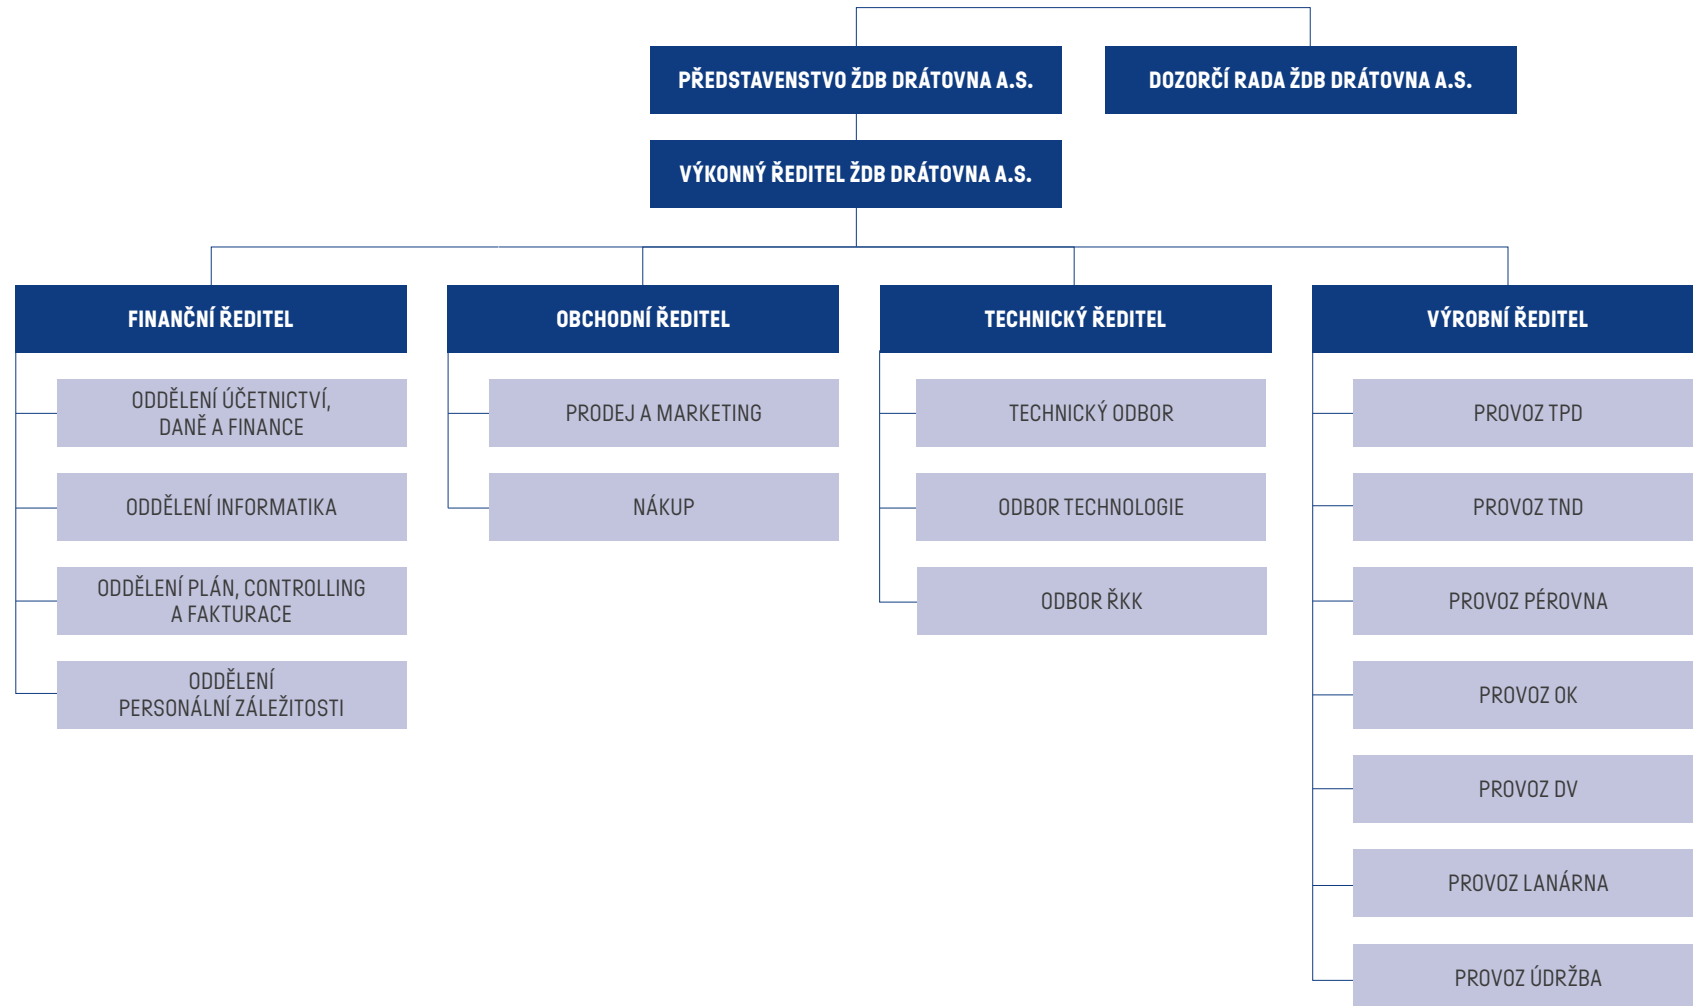 PŘEDSTAVENSTVO ŽDB DRÁTOVNA A.S.
DOZORČÍ RADA ŽDB DRÁTOVNA A.S.
VÝKONNÝ ŘEDITEL ŽDB DRÁTOVNA A.S.
FINANČNÍ ŘEDITEL
ODDĚLENÍ ÚČETNICTVÍ,
DANĚ A FINANCE
ODDĚLENÍ INFORMATIKA
ODDĚLENÍ PLÁN, CONTROLLING
A FAKTURACE
ODDĚLENÍ
PERSONÁLNÍ ZÁLEŽITOSTI
OBCHODNÍ ŘEDITEL
PRODEJ A MARKETING
NÁKUP
TECHNICKÝ ŘEDITEL
TECHNICKÝ ODBOR
ODBOR TECHNOLOGIE
ODBOR ŘKK
VÝROBNÍ ŘEDITEL
PROVOZ TPD
PROVOZ TND
PROVOZ PÉROVNA
PROVOZ OK
PROVOZ DV
PROVOZ LANÁRNA
PROVOZ ÚDRŽBA